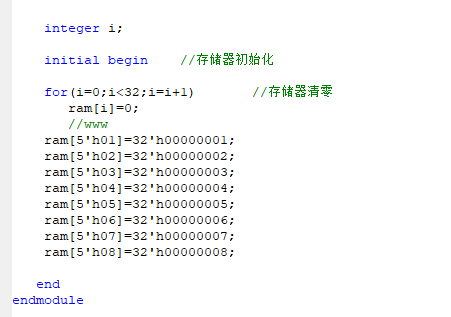 integer i;
initial begin    //存储器初始化
for(i=0;i<32;i=i+1)       //存储器清零
ram[i]=0;
//www
ram[5'h01]=32'h00000001;
ram[5'h02]=32'h00000002;
ram[5'h03]=32'h00000003;
ram[5'h04]=32'h00000004;
ram[5'h05]=32'h00000005;
ram[5'h06]=32'h00000006;
ram[5'h07]=32'h00000007;
ram[5'h08]=32'h00000008;
end
endmodule